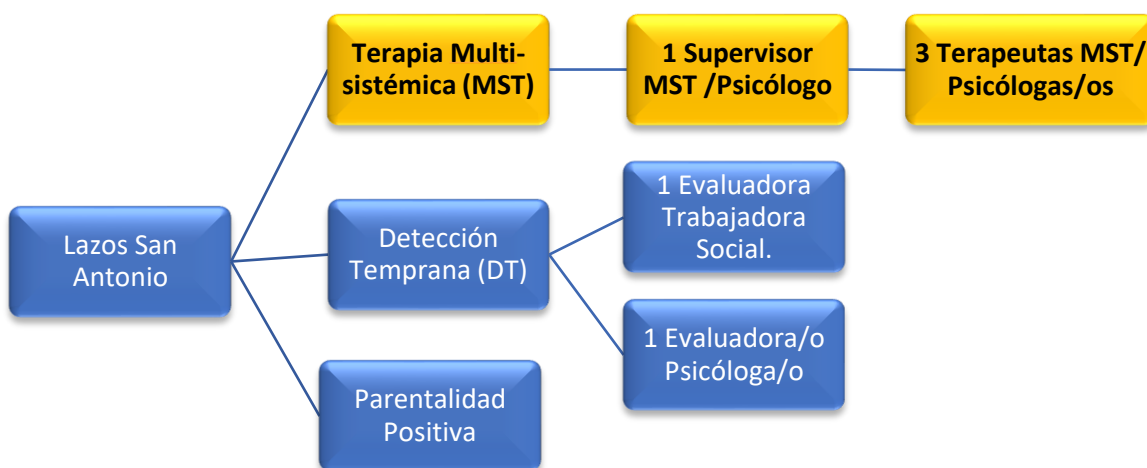 Terapia Multi-
sistémica (MST)
1 Supervisor
MST /Psicólogo
3 Terapeutas MST/
Psicólogas/os
Lazos San
Antonio
Detección
Temprana (DT)
1 Evaluadora
Trabajadora
Social.
1 Evaluadora/o
Psicóloga/o
Parentalidad
Positiva